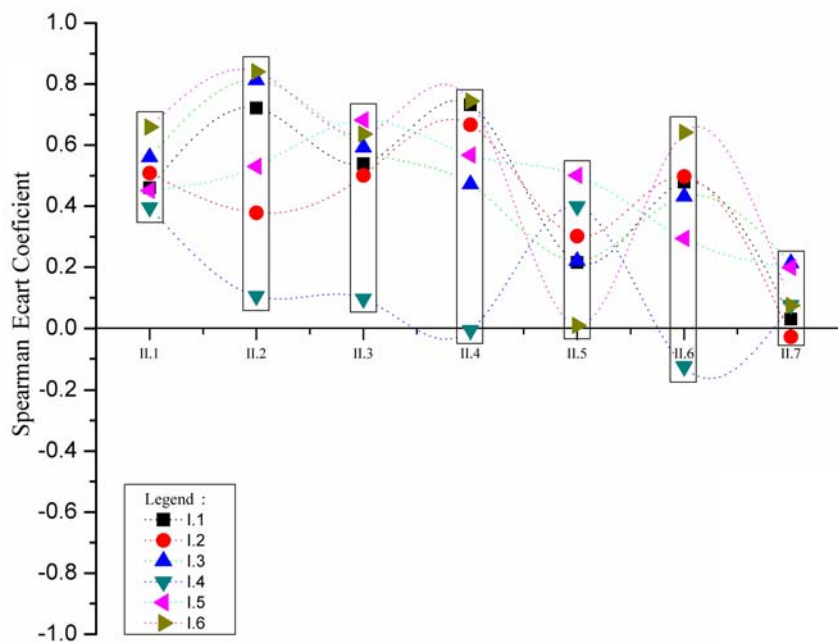 Spearman Ecart Coeficient
1.0
0.8
0.6
0.4
0.2
0.0
-0.2
-0.4
-0.6
-0.8
-1.0
II.1 II.2 II.3 II.4 II.5 II.6 II.7
Legend :
I.1
I.2
I.3
I.4
I.5
I.6